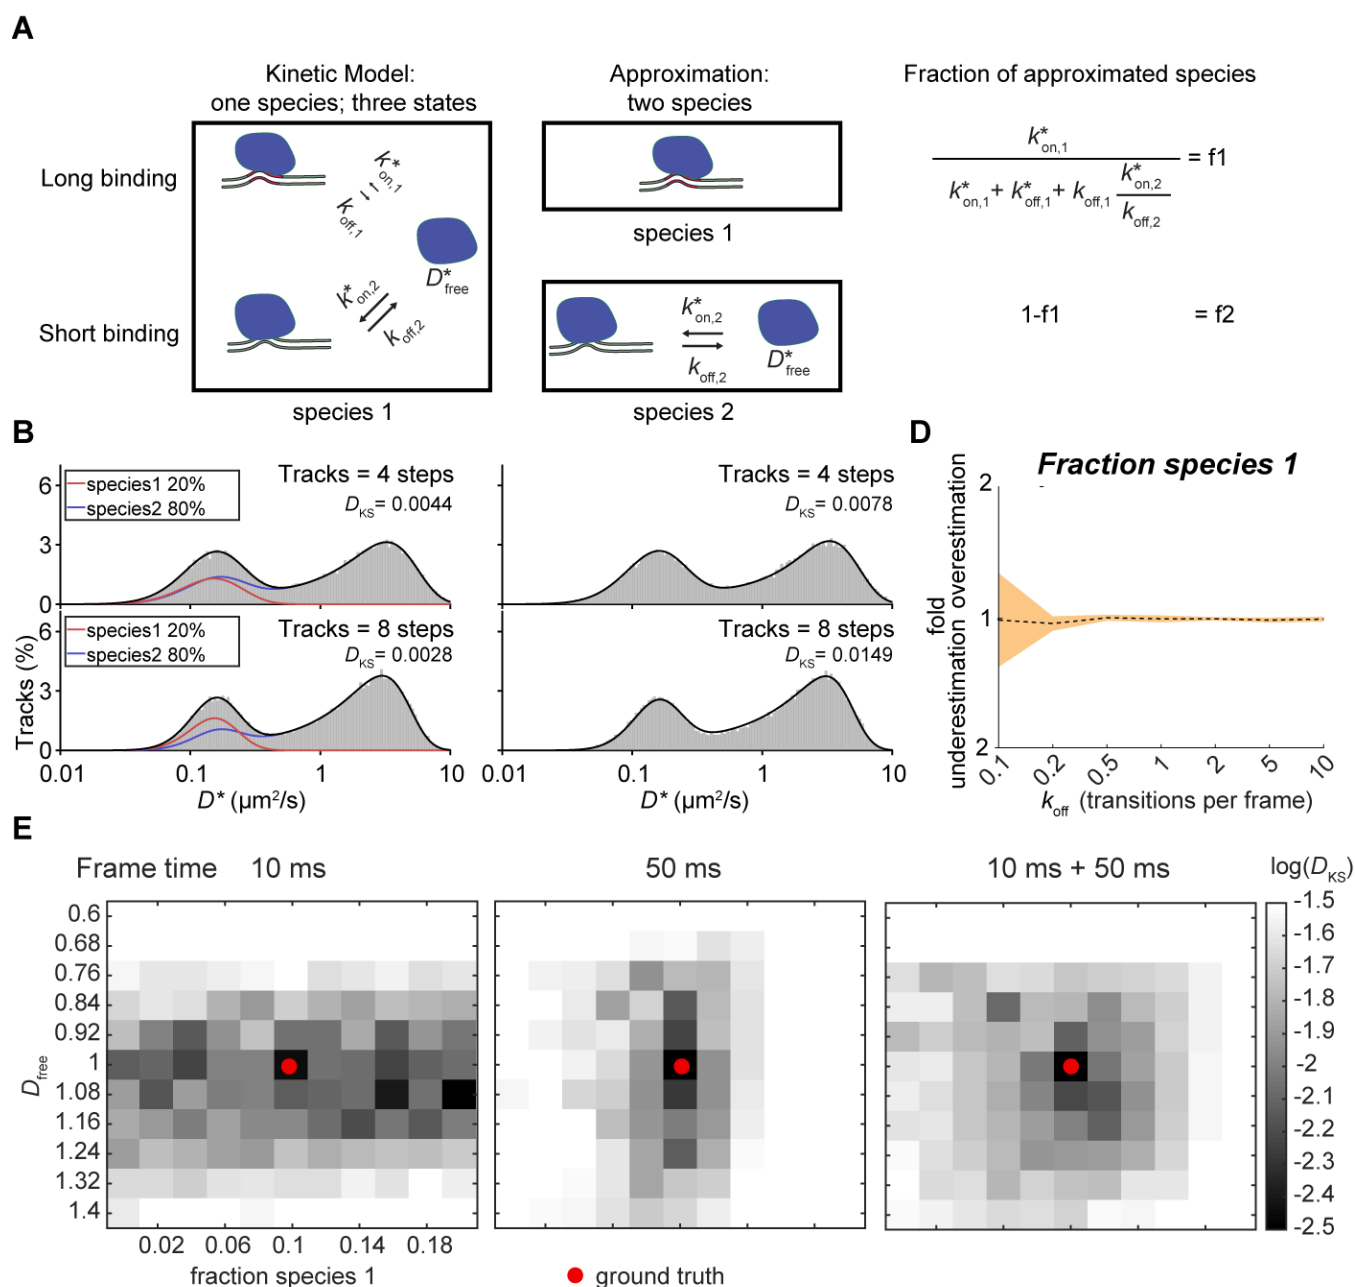 A
Kinetic Model:
one species; three states
Approximation:
two species
Fraction of approximated species
Long binding
k*on,1
koff,1
D*free
k*on,2
koff,2
Short binding
species 1
species 1
k*on,2
koff,2
D*free
species 2
k*on,1
k*on,1 + k*off,1 + koff,1 k*on,2
koff,2
= f1
1-f1 = f2
B
species1 20%
species2 80%
Tracks = 4 steps
DKS= 0.0044
6
3
0
Tracks = 4 steps
DKS= 0.0078
species1 20%
species2 80%
Tracks = 8 steps
DKS= 0.0028
6
3
0
Tracks = 8 steps
DKS= 0.0149
Tracks (%)
0.01 0.1 1 10
D* (µm²/s)
0.01 0.1 1 10
D* (µm²/s)
D
Fraction species 1
fold
underestimation overestimation
2
1
2
0.1 0.2 0.5 1 2 5 10
koff (transitions per frame)
E
Frame time 10 ms
50 ms
10 ms + 50 ms
log(DKS)
Dfree
0.6
0.68
0.76
0.84
0.92
1
1.08
1.16
1.24
1.32
1.4
0.02 0.06 0.1 0.14 0.18
fraction species 1
ground truth
-1.5
-1.6
-1.7
-1.8
-1.9
-2
-2.1
-2.2
-2.3
-2.4
-2.5